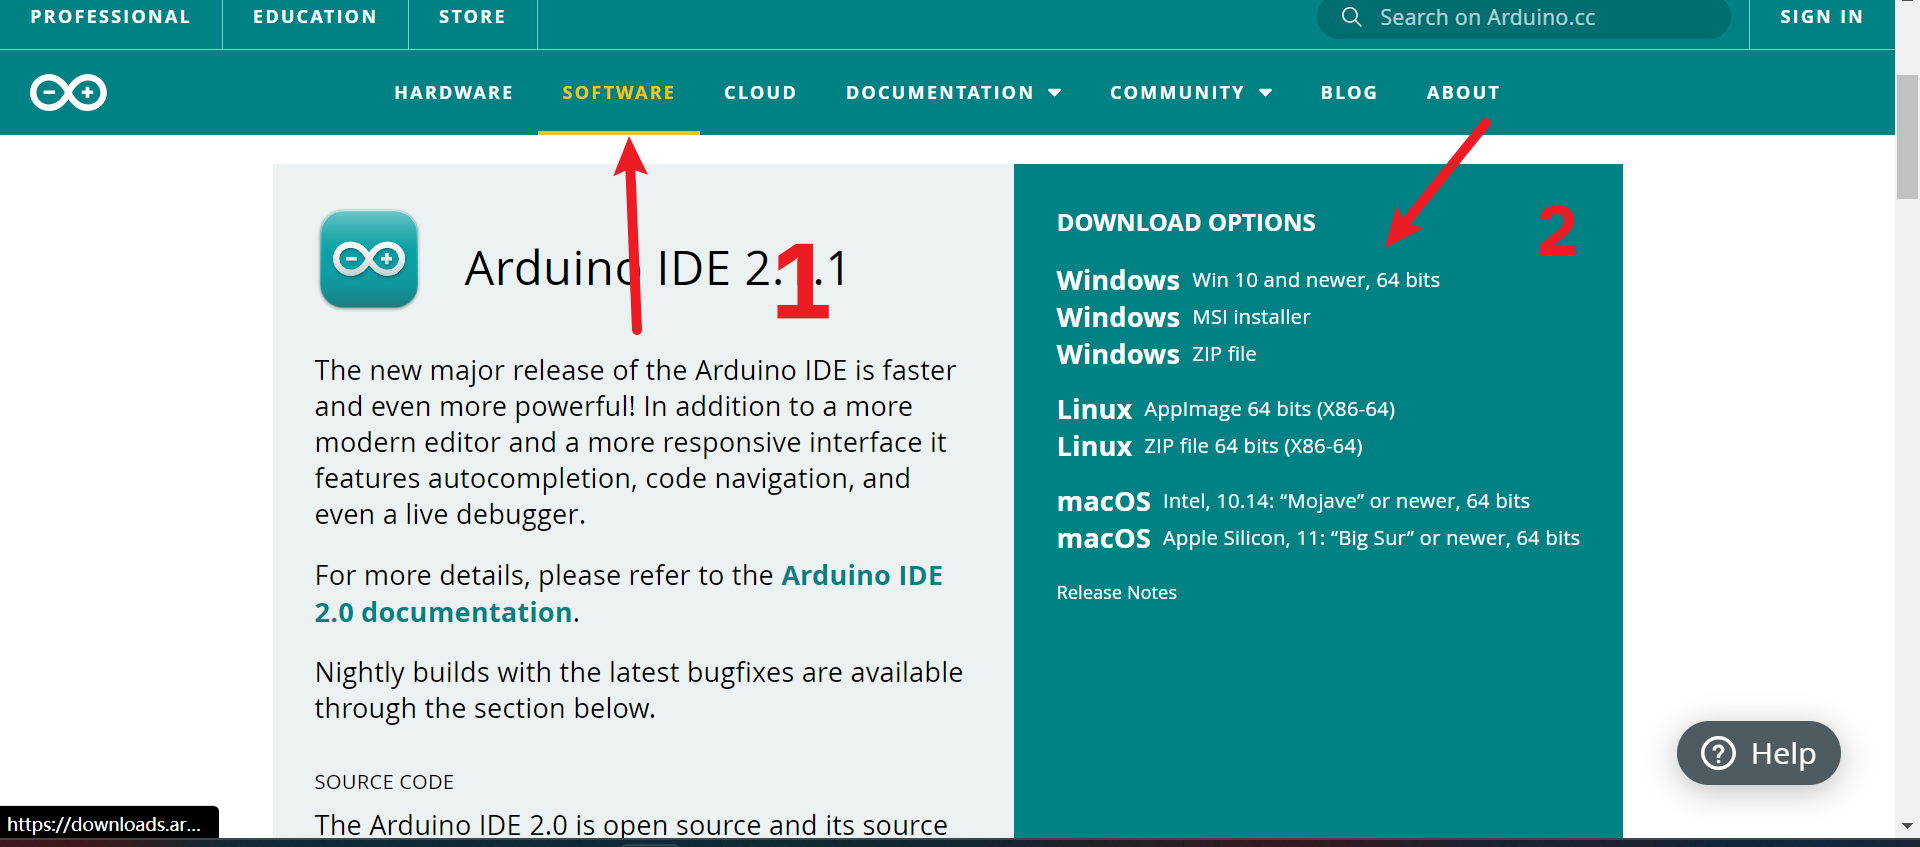 PROFESSIONAL EDUCATION STORE Search on Arduino.cc SIGN IN
HARDWARE SOFTWARE CLOUD DOCUMENTATION COMMUNITY BLOG ABOUT
Arduino IDE 2. .1
1
The new major release of the Arduino IDE is faster
and even more powerful! In addition to a more
modern editor and a more responsive interface it
features autocompletion, code navigation, and
even a live debugger.
For more details, please refer to the Arduino IDE
2.0 documentation.
Nightly builds with the latest bugfixes are available
through the section below.
SOURCE CODE
The Arduino IDE 2.0 is open source and its source
DOWNLOAD OPTIONS
2
Windows Win 10 and newer, 64 bits
Windows MSI installer
Windows ZIP file
Linux AppImage 64 bits (X86-64)
Linux ZIP file 64 bits (X86-64)
macOS Intel, 10.14: “Mojave” or newer, 64 bits
macOS Apple Silicon, 11: “Big Sur” or newer, 64 bits
Release Notes
Help
https://downloads.ar...